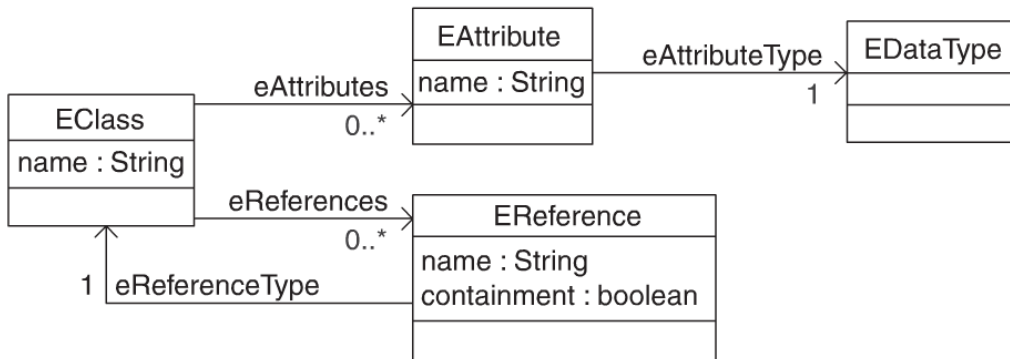 EAttribute
name : String
eAttributeType
1
EDataType
eAttributes
0..*
EClass
name : String
eReferences
0..*
EReference
name : String
containment : boolean
1
eReferenceType